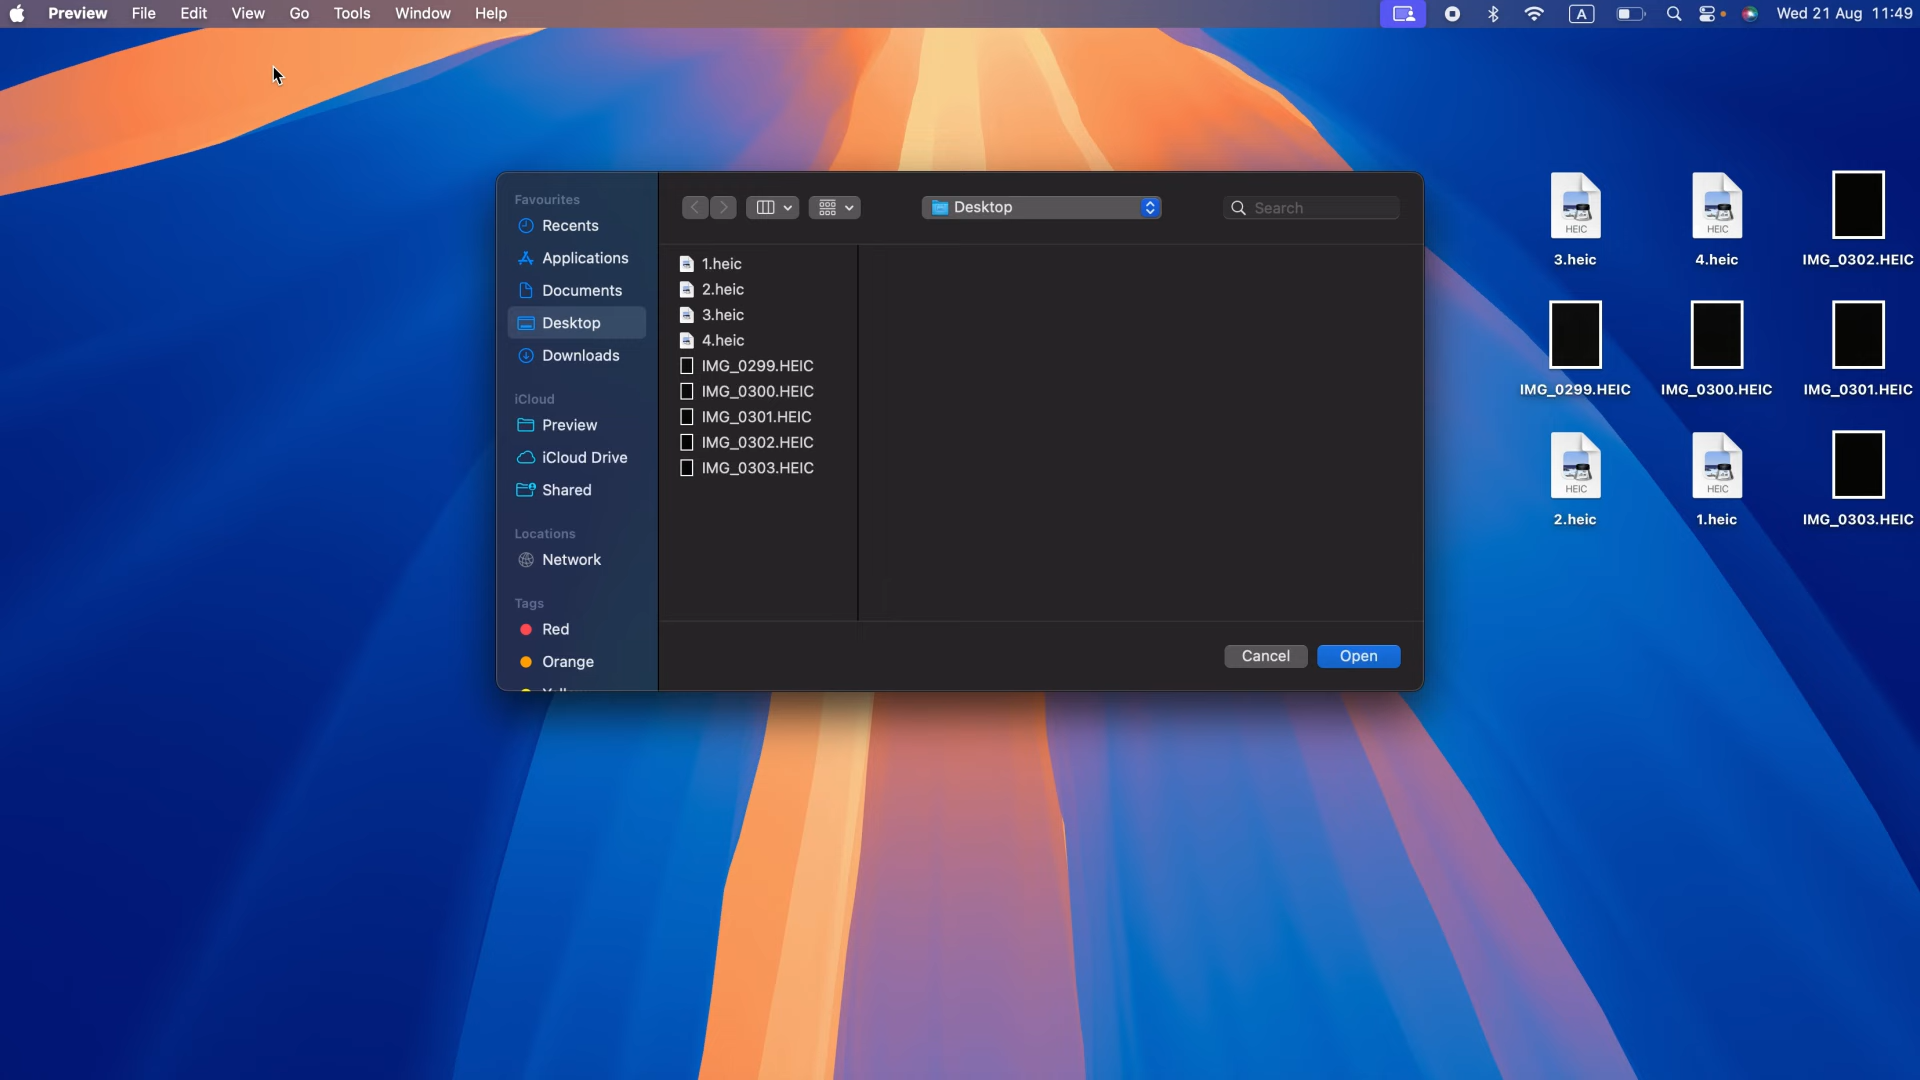 Preview File Edit View Go Tools Window Help A Wed 21 Aug 11:49
Favourites
Recents
Applications
Documents
Desktop
Downloads
iCloud
Preview
iCloud Drive
Shared
Locations
Network
Tags
Red
Orange
Desktop
Search
1.heic
2.heic
3.heic
4.heic
IMG_0299.HEIC
IMG_0300.HEIC
IMG_0301.HEIC
IMG_0302.HEIC
IMG_0303.HEIC
Cancel Open
HEIC HEIC
3.heic 4.heic IMG_0302.HEIC
IMG_0299.HEIC IMG_0300.HEIC IMG_0301.HEIC
HEIC HEIC
2.heic 1.heic IMG_0303.HEIC